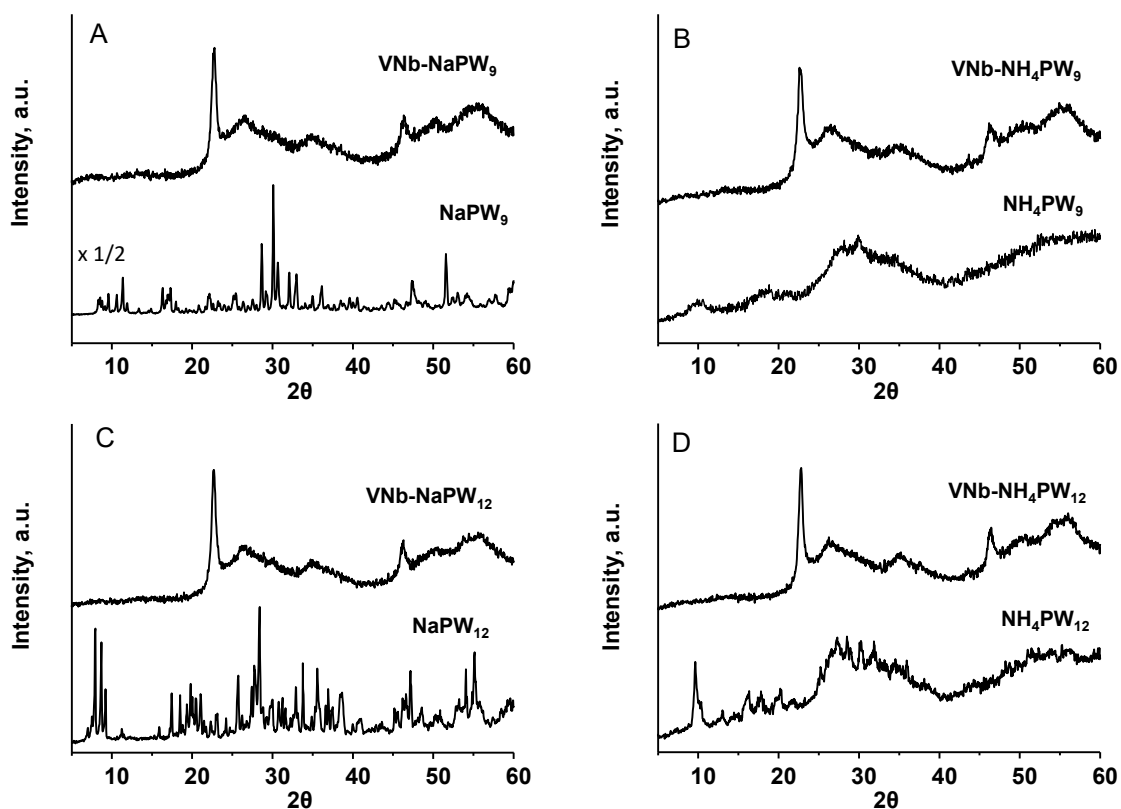 A
VNb-NaPW₉
NaPW₉
x 1/2
Intensity, a.u.
10 20 30 40 50 60
2θ
B
VNb-NH₄PW₉
NH₄PW₉
Intensity, a.u.
10 20 30 40 50 60
2θ
C
VNb-NaPW₁₂
NaPW₁₂
Intensity, a.u.
10 20 30 40 50 60
2θ
D
VNb-NH₄PW₁₂
NH₄PW₁₂
Intensity, a.u.
10 20 30 40 50 60
2θ